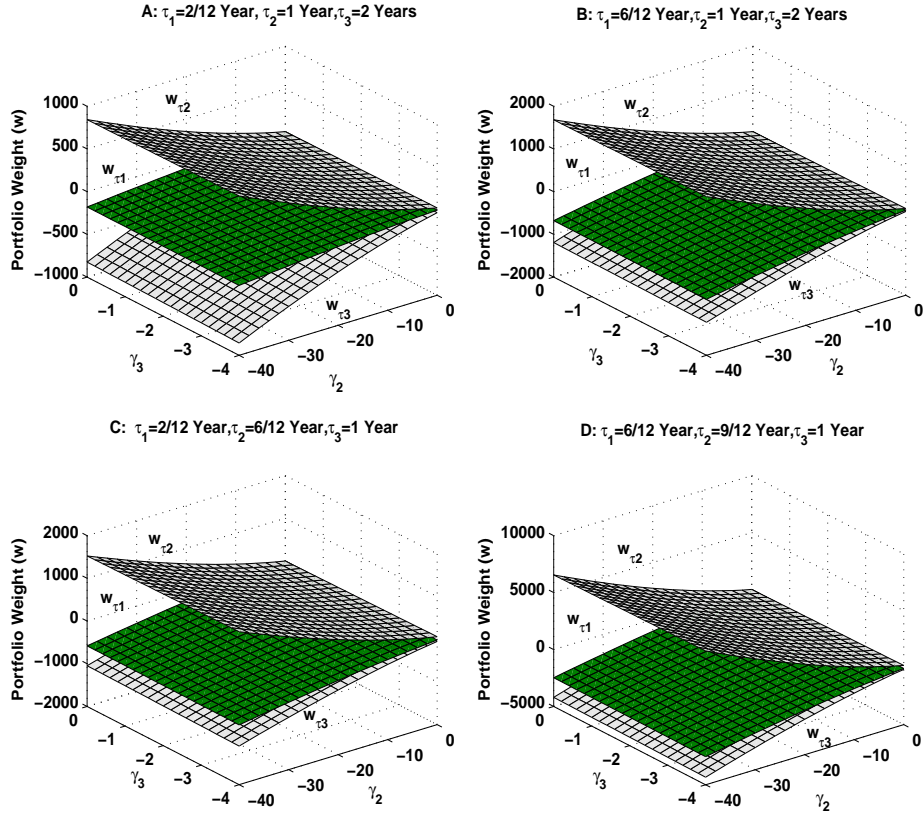 A: τ1=2/12 Year, τ2=1 Year,τ3=2 Years
Portfolio Weight (w)
1000
500
0
−500
−1000
wτ2
wτ1
wτ3
0
−1
−2
−3
−4
γ3
−40
−30
−20
−10
0
γ2
B: τ1=6/12 Year,τ2=1 Year,τ3=2 Years
Portfolio Weight (w)
2000
1000
0
−1000
−2000
wτ2
wτ1
wτ3
0
−1
−2
−3
−4
γ3
−40
−30
−20
−10
0
γ2
C: τ1=2/12 Year,τ2=6/12 Year,τ3=1 Year
Portfolio Weight (w)
2000
1000
0
−1000
−2000
wτ2
wτ1
wτ3
0
−1
−2
−3
−4
γ3
−40
−30
−20
−10
0
γ2
D: τ1=6/12 Year,τ2=9/12 Year,τ3=1 Year
Portfolio Weight (w)
10000
5000
0
−5000
wτ2
wτ1
wτ3
0
−1
−2
−3
−4
γ3
−40
−30
−20
−10
0
γ2